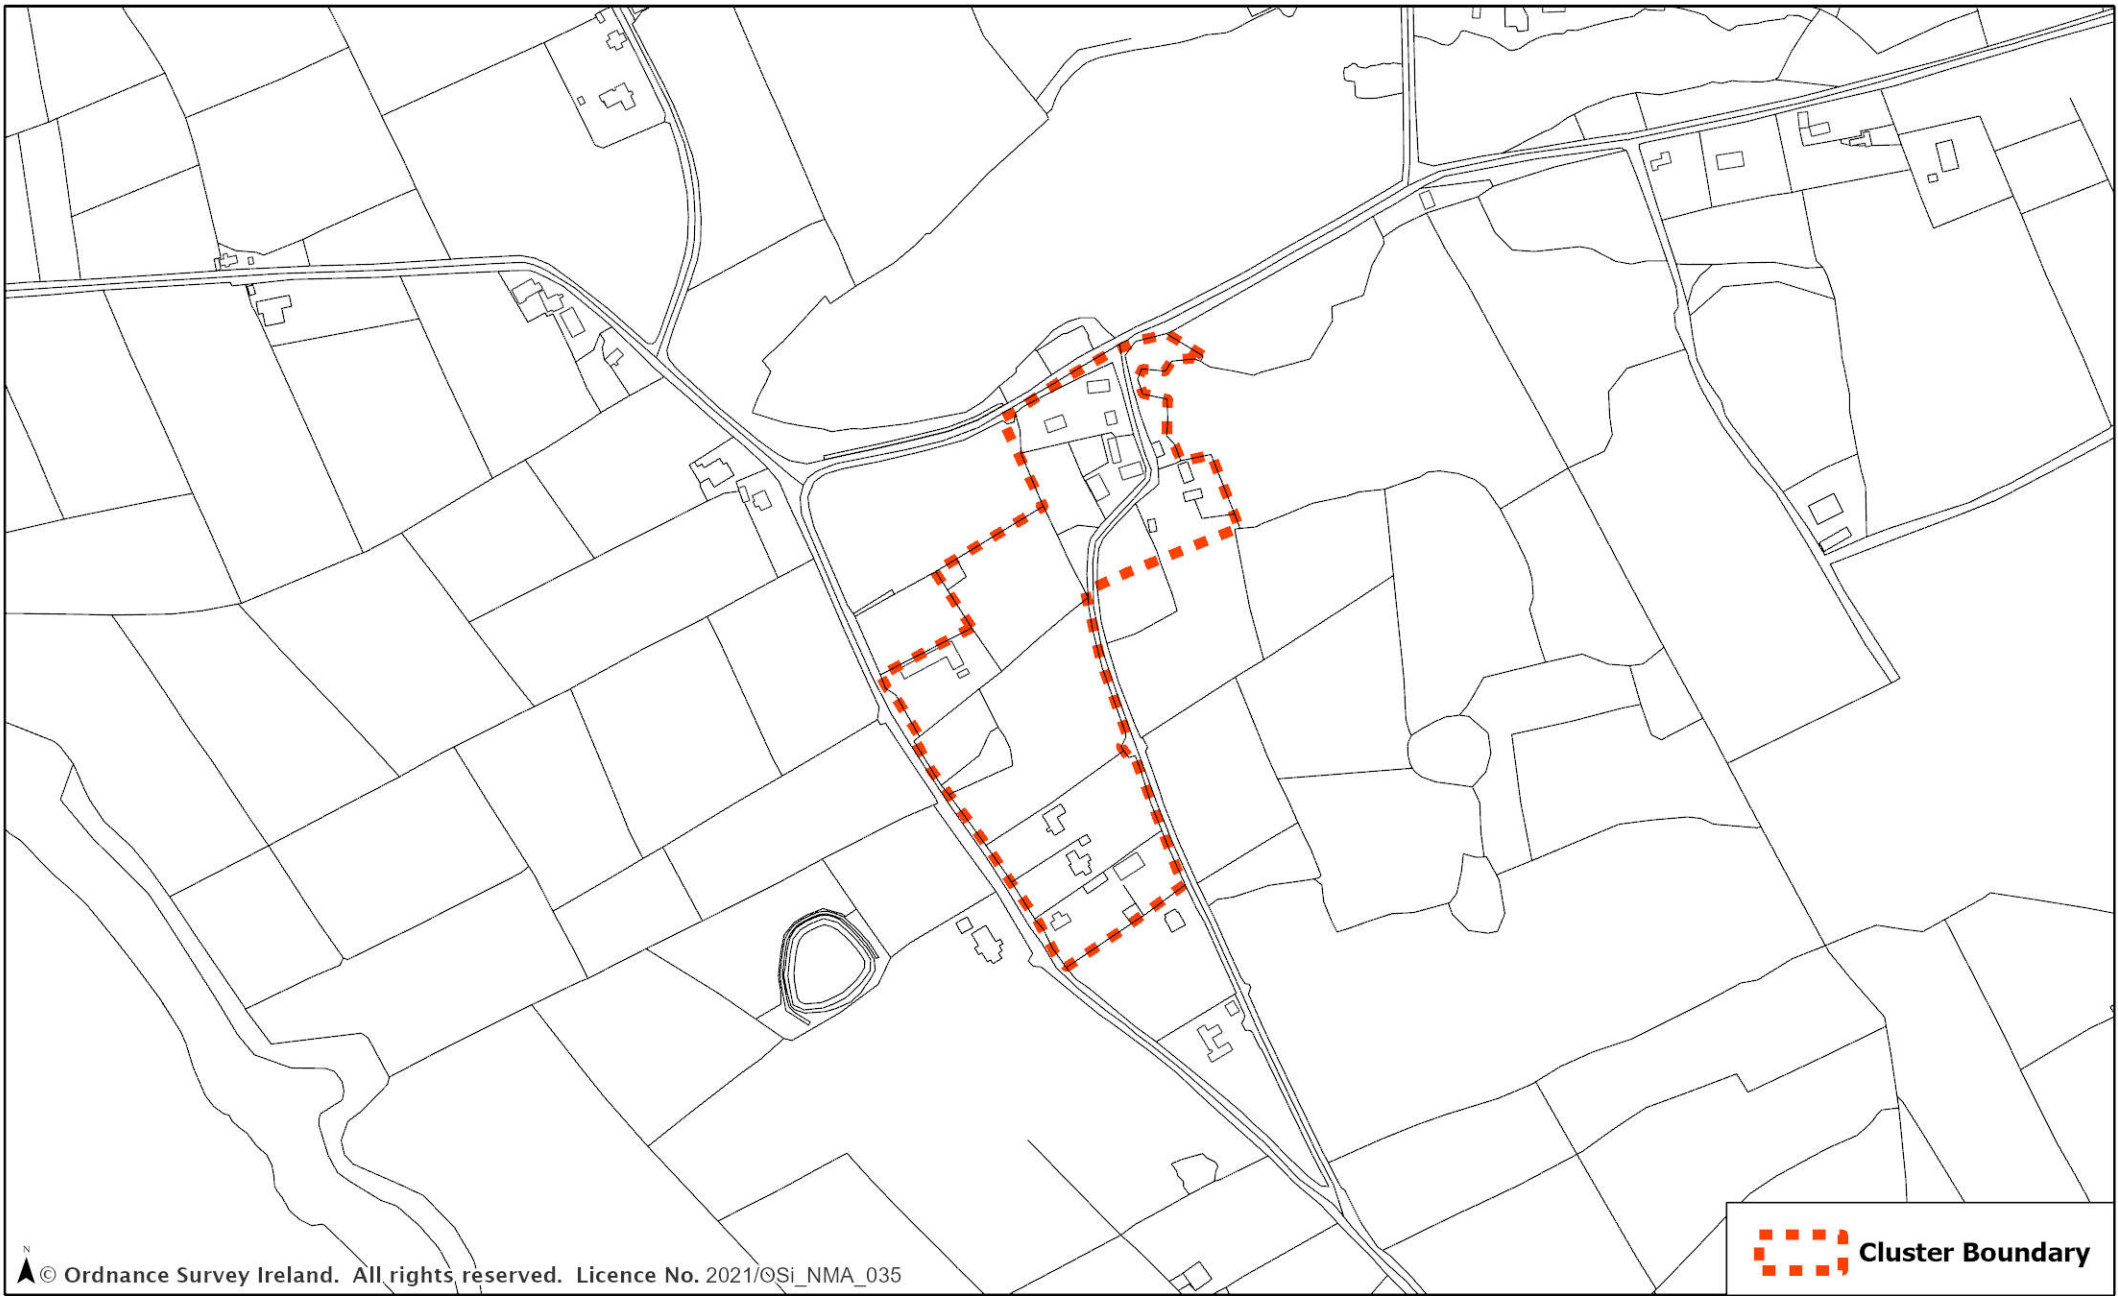 N
© Ordnance Survey Ireland. All rights reserved. Licence No. 2021/OSi_NMA_035
Cluster Boundary